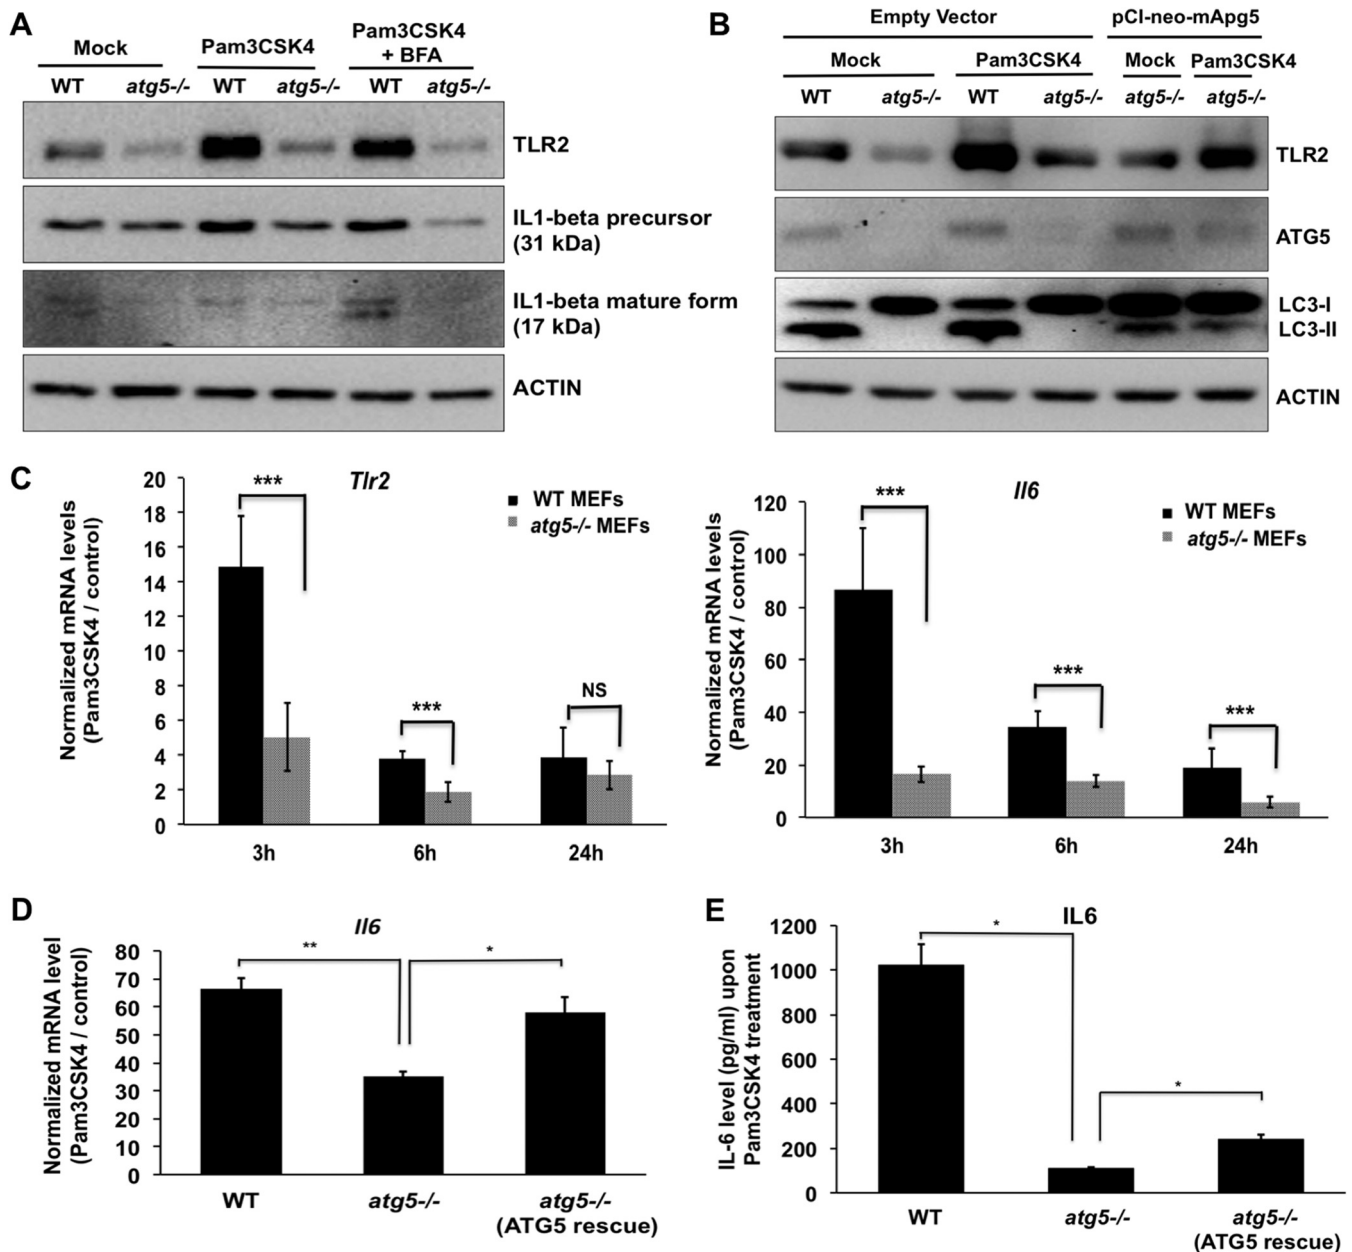 A
Mock
Pam3CSK4
Pam3CSK4
+ BFA
WT
atg5-/-
WT
atg5-/-
WT
atg5-/-
TLR2
IL1-beta precursor
(31 kDa)
IL1-beta mature form
(17 kDa)
ACTIN
B
Empty Vector
pCI-neo-mApg5
Mock
Pam3CSK4
Mock
Pam3CSK4
WT
atg5-/-
WT
atg5-/-
atg5-/-
atg5-/-
TLR2
ATG5
LC3-I
LC3-II
ACTIN
C
Tlr2
Normalized mRNA levels
(Pam3CSK4 / control)
20
18
16
14
12
10
8
6
4
2
0
***
***
NS
WT MEFs
atg5-/- MEFs
3h
6h
24h
Il6
Normalized mRNA levels
(Pam3CSK4 / control)
120
100
80
60
40
20
0
***
***
***
WT MEFs
atg5-/- MEFs
3h
6h
24h
D
Il6
Normalized mRNA level
(Pam3CSK4 / control)
80
70
60
50
40
30
20
10
0
**
*
WT
atg5-/-
atg5-/-
(ATG5 rescue)
E
IL6
IL-6 level (pg/ml) upon
Pam3CSK4 treatment
1200
1000
800
600
400
200
0
*
*
WT
atg5-/-
atg5-/-
(ATG5 rescue)